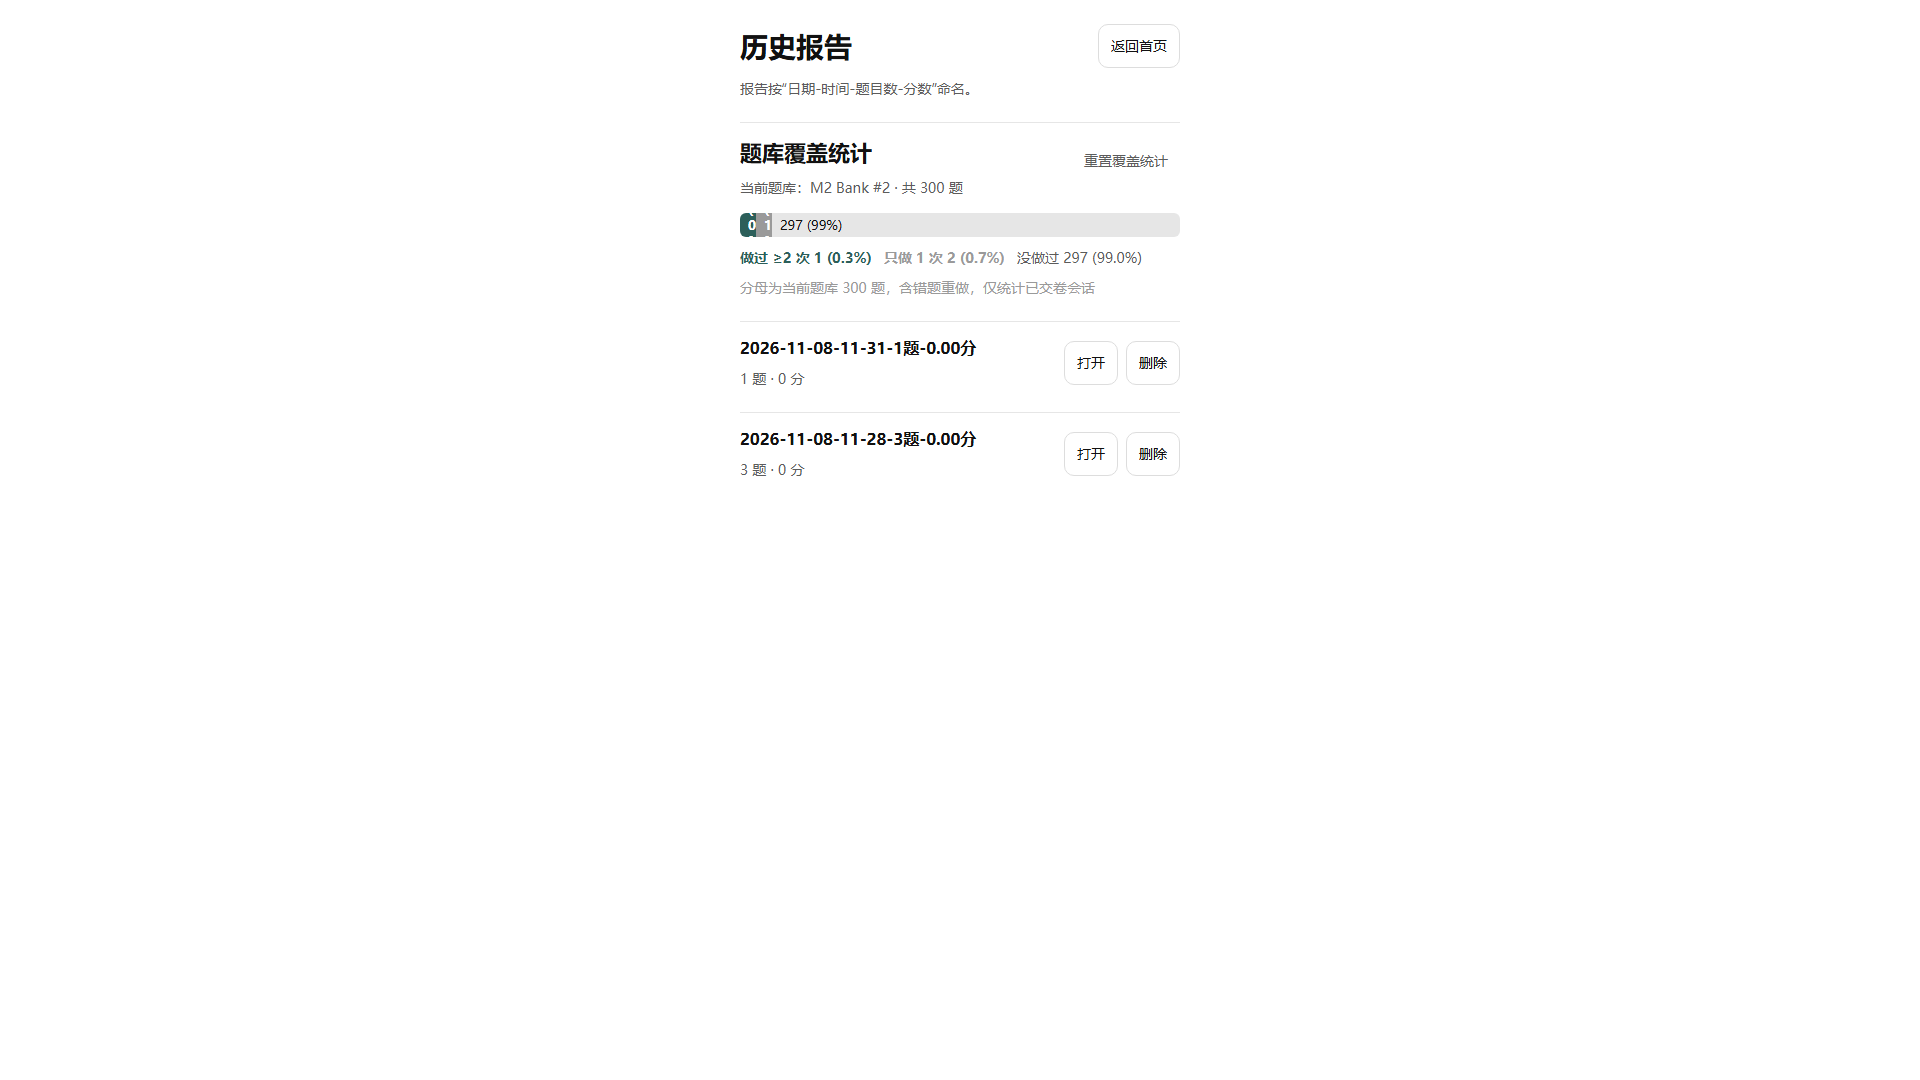 历史报告
返回首页
报告按“日期-时间-题目数-分数”命名。
题库覆盖统计
重置覆盖统计
当前题库：M2 Bank #2 · 共 300 题
0 1 297 (99%)
做过 ≥2 次 1 (0.3%) 只做 1 次 2 (0.7%) 没做过 297 (99.0%)
分母为当前题库 300 题，含错题重做，仅统计已交卷会话
2026-11-08-11-31-1题-0.00分
1 题 · 0 分
打开 删除
2026-11-08-11-28-3题-0.00分
3 题 · 0 分
打开 删除